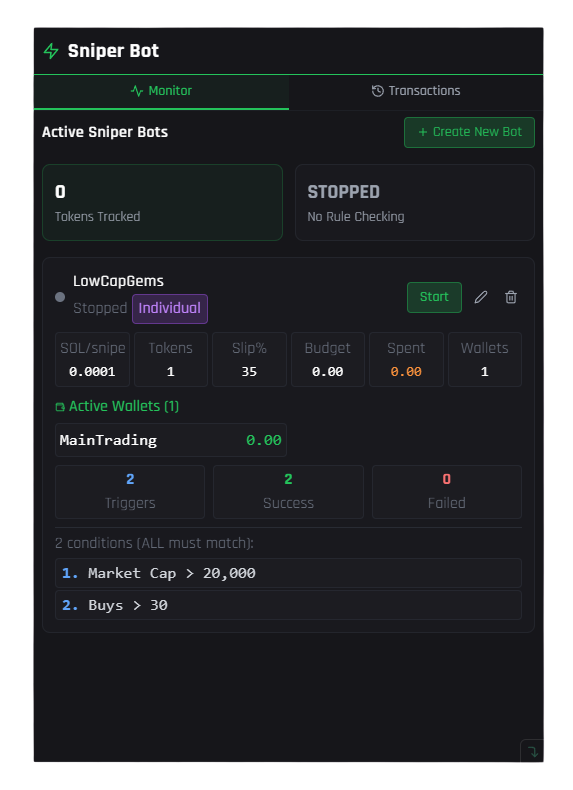 Sniper Bot
Monitor Transactions
Active Sniper Bots + Create New Bot
0 STOPPED
Tokens Tracked No Rule Checking
LowCapGems
Stopped Individual Start
SOL/snipe Tokens Slip% Budget Spent Wallets
0.0001 1 35 0.00 0.00 1
Active Wallets (1)
MainTrading 0.00
2 2 0
Triggers Success Failed
2 conditions (ALL must match):
1. Market Cap > 20,000
2. Buys > 30